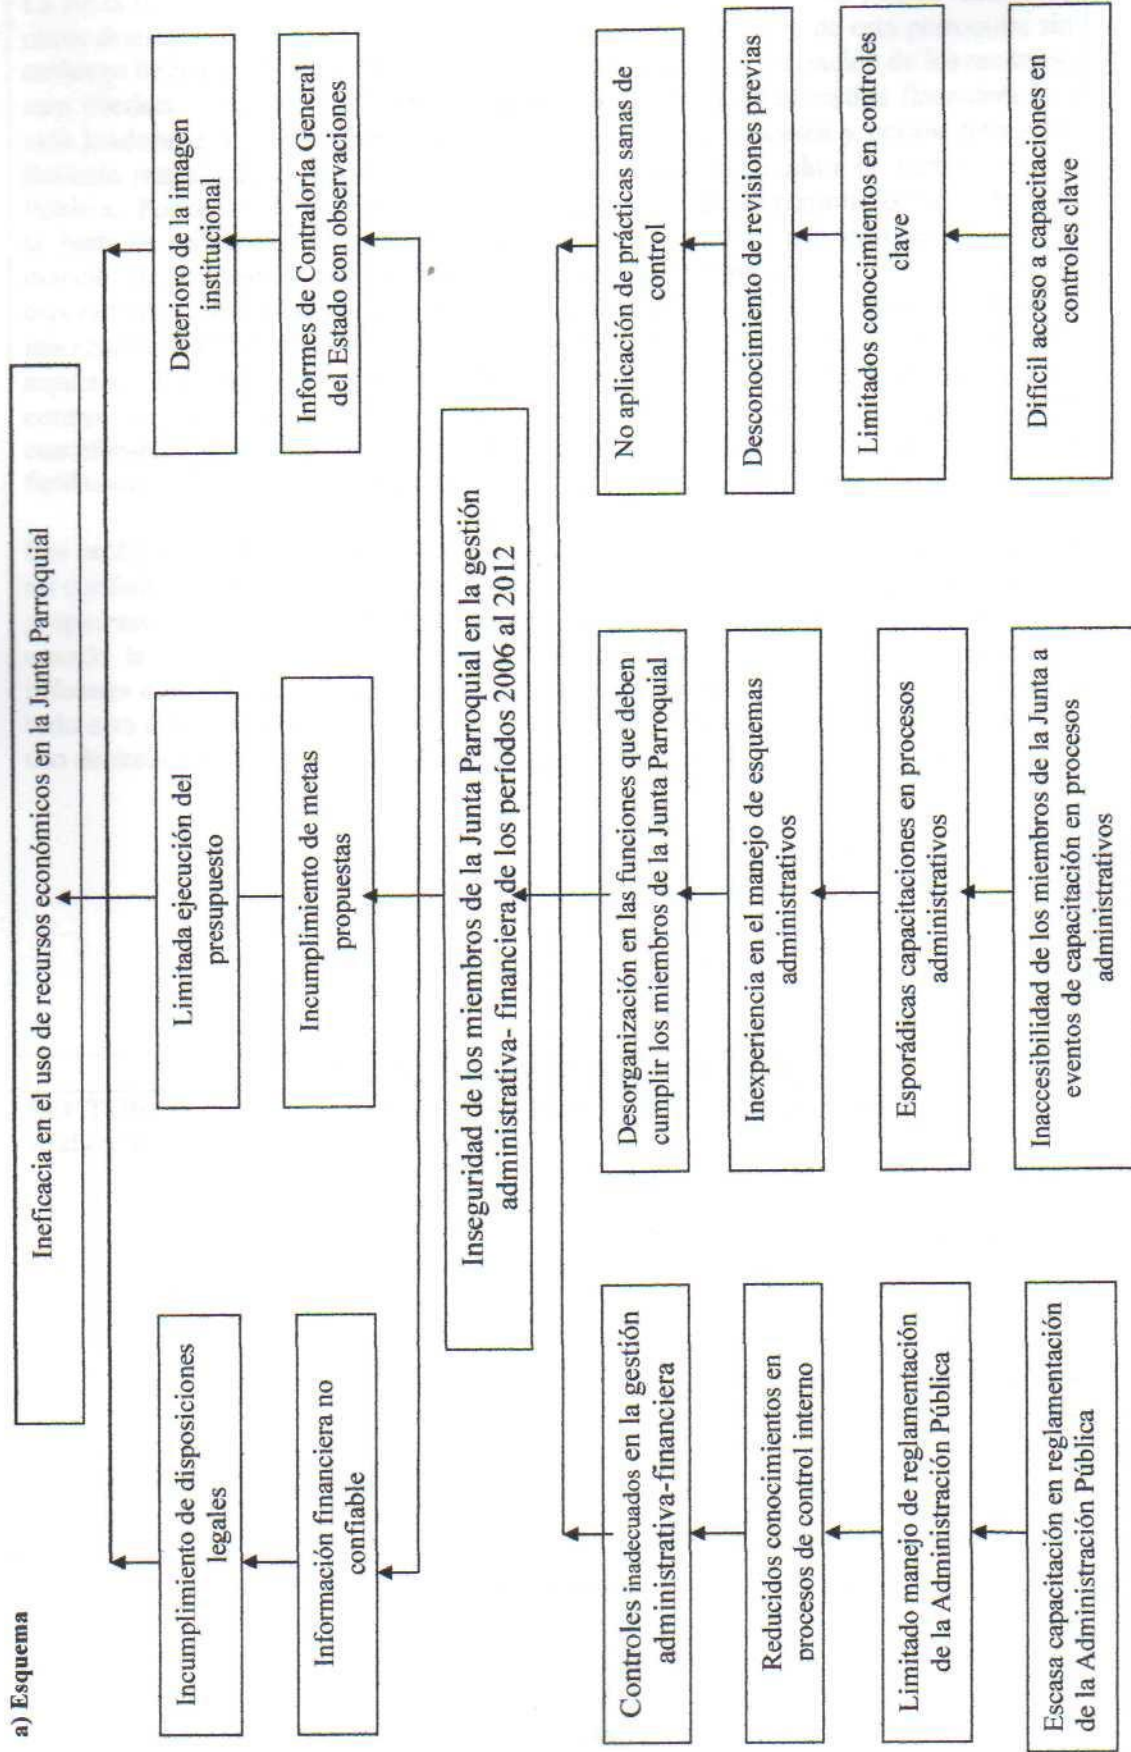 a) Esquema
Ineficacia en el uso de recursos económicos en la Junta Parroquial
Incumplimiento de disposiciones
legales
Limitada ejecución del
presupuesto
Deterioro de la imagen
institucional
Información financiera no
confiable
Incumplimiento de metas
propuestas
Informes de Contraloría General
del Estado con observaciones
Inseguridad de los miembros de la Junta Parroquial en la gestión
administrativa- financiera de los períodos 2006 al 2012
Controles inadecuados en la gestión
administrativa-financiera
Desorganización en las funciones que deben
cumplir los miembros de la Junta Parroquial
No aplicación de prácticas sanas de
control
Reducidos conocimientos en
procesos de control interno
Inexperiencia en el manejo de esquemas
administrativos
Desconocimiento de revisiones previas
Limitado manejo de reglamentación
de la Administración Pública
Esporádicas capacitaciones en procesos
administrativos
Limitados conocimientos en controles
clave
Escasa capacitación en reglamentación
de la Administración Pública
Inaccesibilidad de los miembros de la Junta a
eventos de capacitación en procesos
administrativos
Difícil acceso a capacitaciones en
controles clave